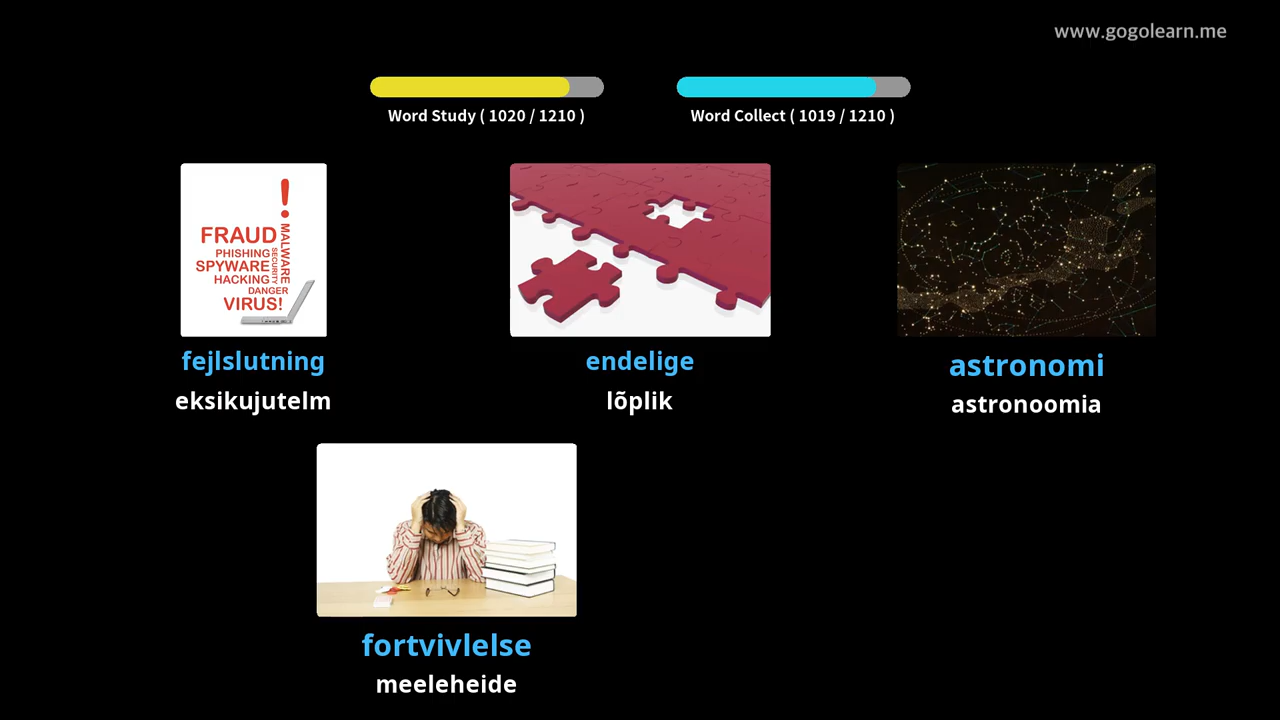 www.gogolearn.me
Word Study ( 1020 / 1210 )
Word Collect ( 1019 / 1210 )
!
FRAUD
PHISHING
SPYWARE
HACKING
DANGER
VIRUS!
SECURITY
MALWARE
fejlslutning
eksikujutelm
endelige
lõplik
astronomi
astronoomia
fortvivlelse
meeleheide